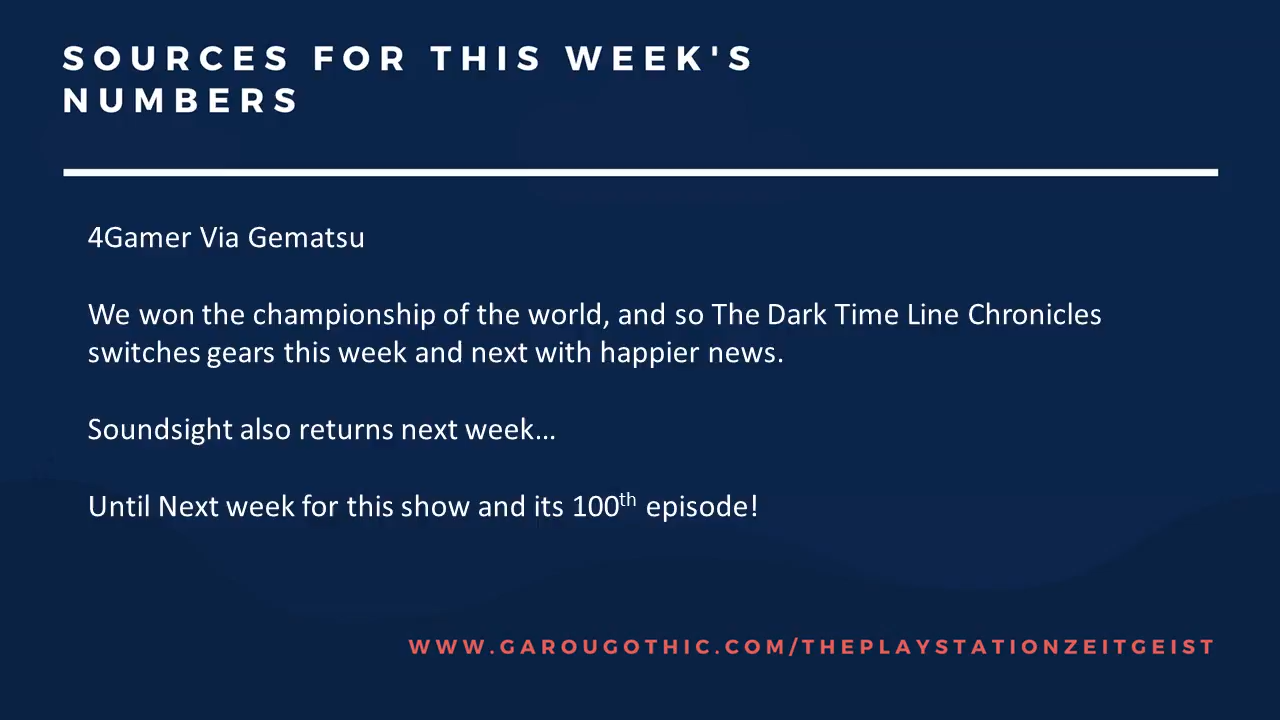 SOURCES FOR THIS WEEK'S
NUMBERS
4Gamer Via Gematsu
We won the championship of the world, and so The Dark Time Line Chronicles
switches gears this week and next with happier news.
Soundsight also returns next week…
Until Next week for this show and its 100th episode!
WWW.GAROUGOTHIC.COM/THEPLAYSTATIONZEITGEIST